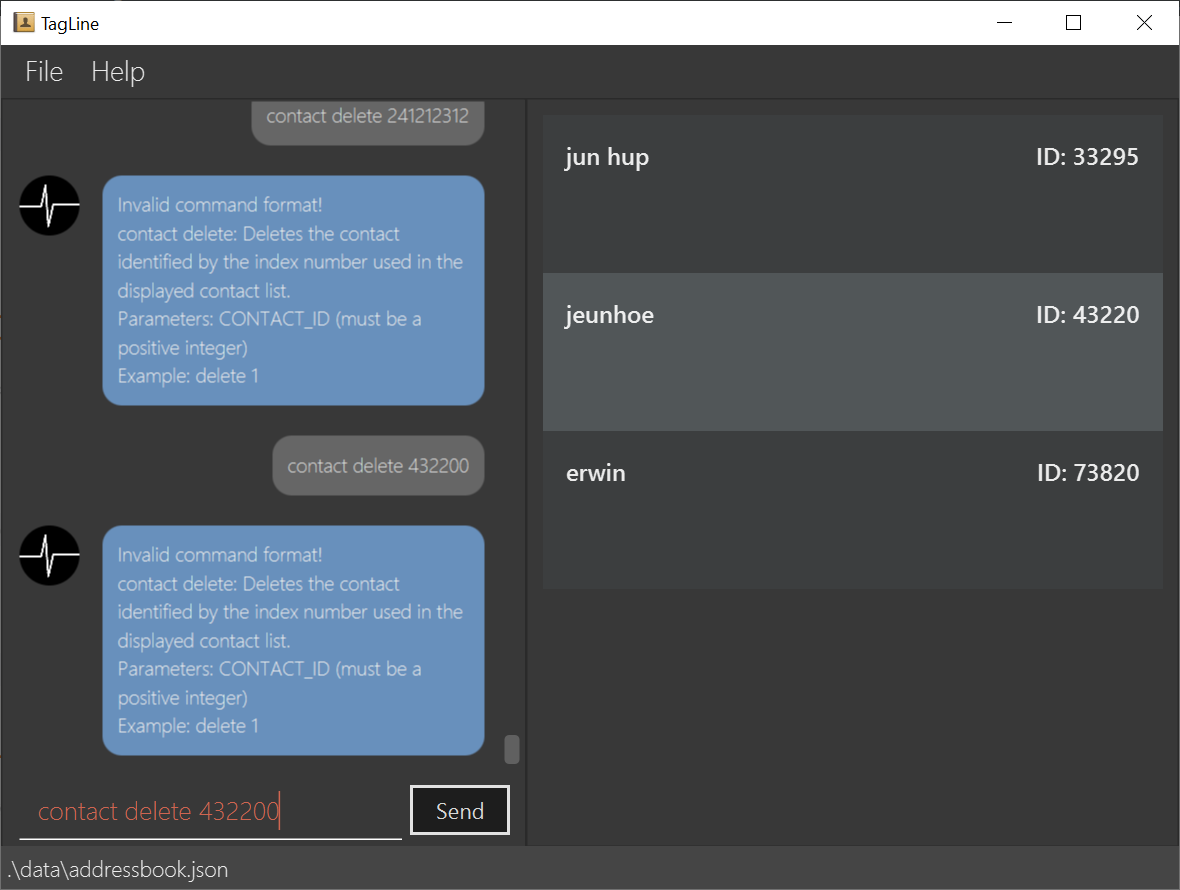 TagLine
File Help
contact delete 241212312
Invalid command format!
contact delete: Deletes the contact
identified by the index number used in the
displayed contact list.
Parameters: CONTACT_ID (must be a
positive integer)
Example: delete 1
contact delete 432200
Invalid command format!
contact delete: Deletes the contact
identified by the index number used in the
displayed contact list.
Parameters: CONTACT_ID (must be a
positive integer)
Example: delete 1
contact delete 432200
Send
jun hup ID: 33295
jeunhoe ID: 43220
erwin ID: 73820
.\data\addressbook.json